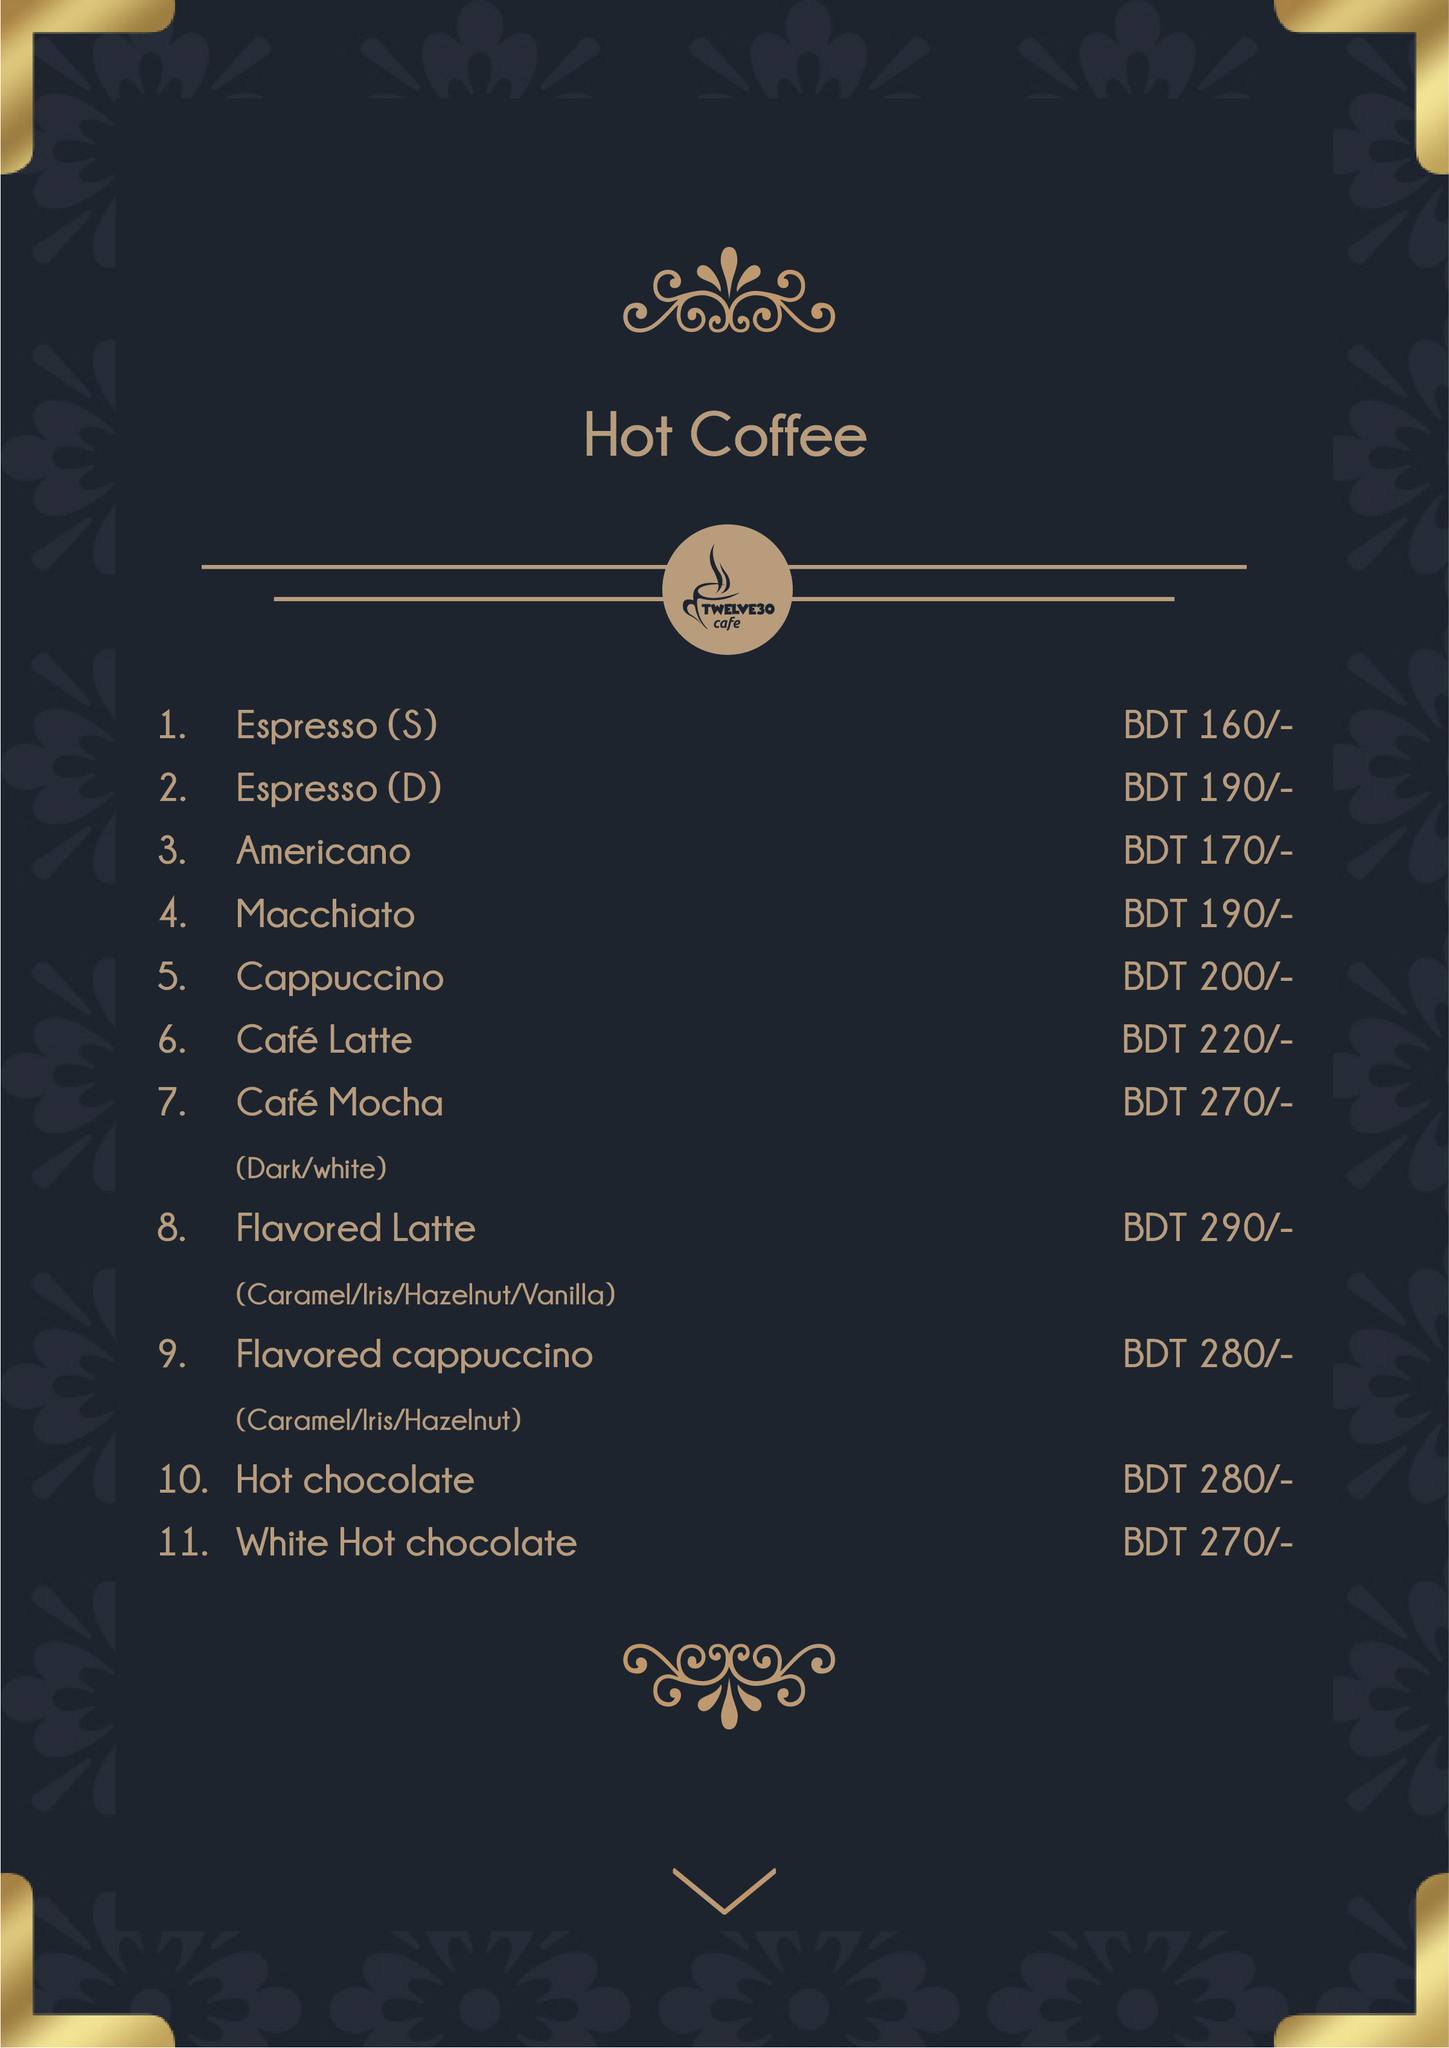 Hot Coffee
TWELVE30
cafe
1. Espresso (S) BDT 160/-
2. Espresso (D) BDT 190/-
3. Americano BDT 170/-
4. Macchiato BDT 190/-
5. Cappuccino BDT 200/-
6. Café Latte BDT 220/-
7. Café Mocha BDT 270/-
(Dark/white)
8. Flavored Latte BDT 290/-
(Caramel/Iris/Hazelnut/Vanilla)
9. Flavored cappuccino BDT 280/-
(Caramel/Iris/Hazelnut)
10. Hot chocolate BDT 280/-
11. White Hot chocolate BDT 270/-